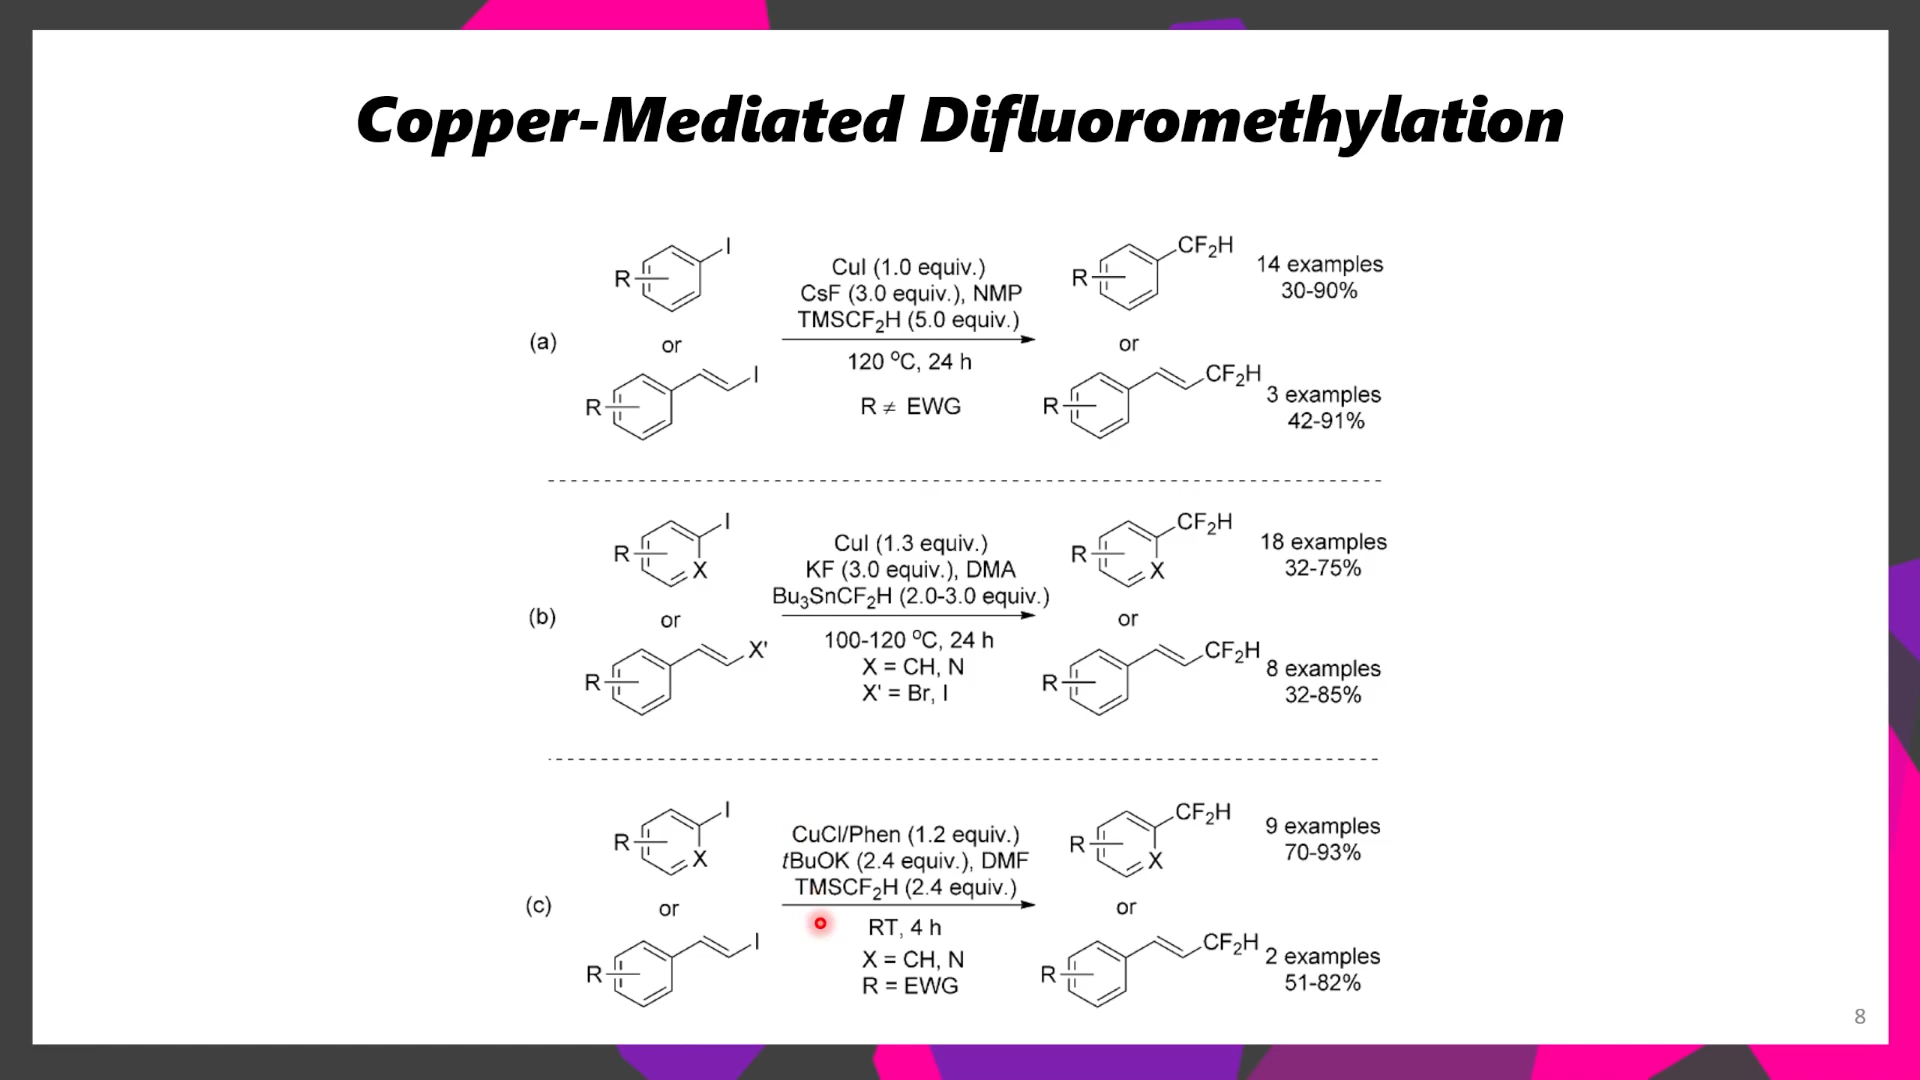 Copper-Mediated Difluoromethylation
(a)
R
I
or
R
I
CuI (1.0 equiv.)
CsF (3.0 equiv.), NMP
TMSCF₂H (5.0 equiv.)
120 ºC, 24 h
R ≠ EWG
R
CF₂H
or
R
CF₂H
14 examples
30-90%
3 examples
42-91%
(b)
R
I
X
or
R
X'
CuI (1.3 equiv.)
KF (3.0 equiv.), DMA
Bu₃SnCF₂H (2.0-3.0 equiv.)
100-120 ºC, 24 h
X = CH, N
X' = Br, I
R
CF₂H
X
or
R
CF₂H
18 examples
32-75%
8 examples
32-85%
(c)
R
I
X
or
R
I
CuCl/Phen (1.2 equiv.)
tBuOK (2.4 equiv.), DMF
TMSCF₂H (2.4 equiv.)
RT, 4 h
X = CH, N
R = EWG
R
CF₂H
X
or
R
CF₂H
9 examples
70-93%
2 examples
51-82%
8